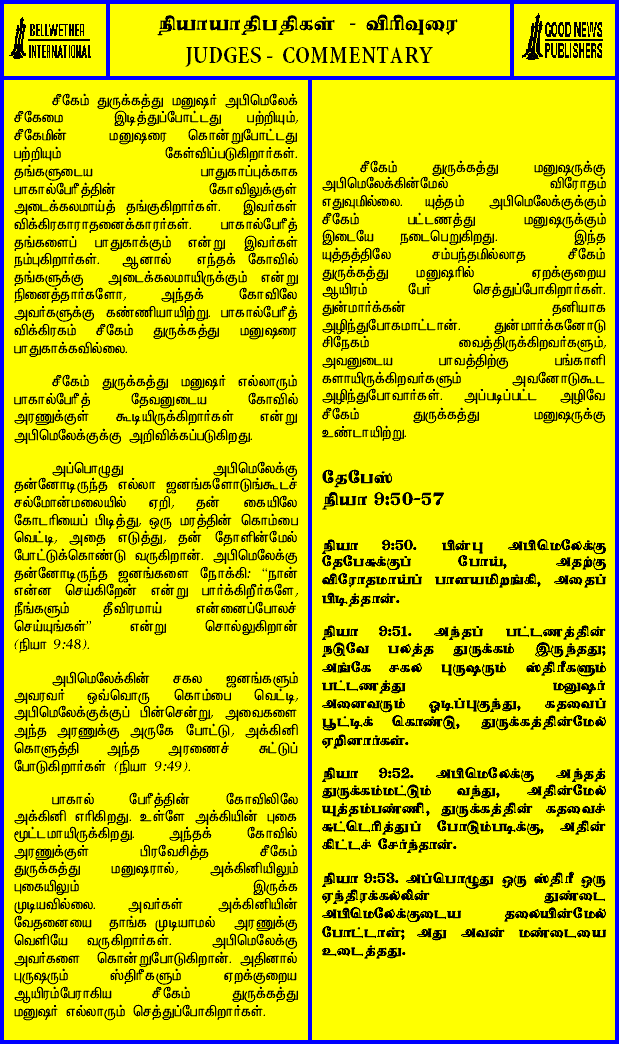 BELLWETHER
INTERNATIONAL
நியாயாதிபதிகள் - விரிவுரை
JUDGES - COMMENTARY
GOOD NEWS
PUBLISHERS
சீகேம் துருக்கத்து மனுஷர் அபிமெலேக்
சீகேமை இடித்துப்போட்டது பற்றியும்,
சீகேமின் மனுஷரை கொன்றுபோட்டது
பற்றியும் கேள்விப்படுகிறார்கள்.
தங்களுடைய பாதுகாப்புக்காக
பாகால்பேரீத்தின் கோவிலுக்குள்
அடைக்கலமாய்த் தங்குகிறார்கள். இவர்கள்
விக்கிரகாராதனைக்காரர்கள். பாகால்பேரீத்
தங்களைப் பாதுகாக்கும் என்று இவர்கள்
நம்புகிறார்கள். ஆனால் எந்தக் கோவில்
தங்களுக்கு அடைக்கலமாயிருக்கும் என்று
நினைத்தார்களோ, அந்தக் கோவிலே
அவர்களுக்கு கண்ணியாயிற்று. பாகால்பேரீத்
விக்கிரகம் சீகேம் துருக்கத்து மனுஷரை
பாதுகாக்கவில்லை.
சீகேம் துருக்கத்து மனுஷர் எல்லாரும்
பாகால்பேரீத் தேவனுடைய கோவில்
அரணுக்குள் கூடியிருக்கிறார்கள் என்று
அபிமெலேக்குக்கு அறிவிக்கப்படுகிறது.
அப்பொழுது அபிமெலேக்கு
தன்னோடிருந்த எல்லா ஜனங்களோடுங்கூடச்
சல்மோன்மலையில் ஏறி, தன் கையிலே
கோடரியைப் பிடித்து, ஒரு மரத்தின் கொம்பை
வெட்டி, அதை எடுத்து, தன் தோளின்மேல்
போட்டுக்கொண்டு வருகிறான். அபிமெலேக்கு
தன்னோடிருந்த ஜனங்களை நோக்கி: "நான்
என்ன செய்கிறேன் என்று பார்க்கிறீர்களே,
நீங்களும் தீவிரமாய் என்னைப்போலச்
செய்யுங்கள்" என்று சொல்லுகிறான்
(நியா 9:48).
அபிமெலேக்கின் சகல ஜனங்களும்
அவரவர் ஒவ்வொரு கொம்பை வெட்டி,
அபிமெலேக்குக்குப் பின்சென்று, அவைகளை
அந்த அரணுக்கு அருகே போட்டு, அக்கினி
கொளுத்தி அந்த அரணைச் சுட்டுப்
போடுகிறார்கள் (நியா 9:49).
பாகால் பேரீத்தின் கோவிலிலே
அக்கினி எரிகிறது. உள்ளே அக்கியின் புகை
மூட்டமாயிருக்கிறது. அந்தக் கோவில்
அரணுக்குள் பிரவேசித்த சீகேம்
துருக்கத்து மனுஷரால், அக்கினியிலும்
புகையிலும் இருக்க
முடியவில்லை. அவர்கள் அக்கினியின்
வேதனையை தாங்க முடியாமல் அரணுக்கு
வெளியே வருகிறார்கள். அபிமெலேக்கு
அவர்களை கொன்றுபோடுகிறான். அதினால்
புருஷரும் ஸ்திரீகளும் ஏறக்குறைய
ஆயிரம்பேராகிய சீகேம் துருக்கத்து
மனுஷர் எல்லாரும் செத்துப்போகிறார்கள்.
சீகேம் துருக்கத்து மனுஷருக்கு
அபிமெலேக்கின்மேல் விரோதம்
எதுவுமில்லை. யுத்தம் அபிமெலேக்குக்கும்
சீகேம் பட்டணத்து மனுஷருக்கும்
இடையே நடைபெறுகிறது. இந்த
யுத்தத்திலே சம்பந்தமில்லாத சீகேம்
துருக்கத்து மனுஷரில் ஏறக்குறைய
ஆயிரம் பேர் செத்துப்போகிறார்கள்.
துன்மார்க்கன் தனியாக
அழிந்துபோகமாட்டான். துன்மார்க்கனோடு
சிநேகம் வைத்திருக்கிறவர்களும்,
அவனுடைய பாவத்திற்கு பங்காளி
களாயிருக்கிறவர்களும் அவனோடுகூட
அழிந்துபோவார்கள். அப்படிப்பட்ட அழிவே
சீகேம் துருக்கத்து மனுஷருக்கு
உண்டாயிற்று.
தேபேஸ்
நியா 9:50-57
நியா 9:50. பின்பு அபிமெலேக்கு
தேபேசுக்குப் போய், அதற்கு
விரோதமாய்ப் பாளயமிறங்கி, அதைப்
பிடித்தான்.
நியா 9:51. அந்தப் பட்டணத்தின்
நடுவே பலத்த துருக்கம் இருந்தது;
அங்கே சகல புருஷரும் ஸ்திரீகளும்
பட்டணத்து மனுஷர்
அனைவரும் ஓடிப்புகுந்து, கதவைப்
பூட்டிக் கொண்டு, துருக்கத்தின்மேல்
ஏறினார்கள்.
நியா 9:52. அபிமெலேக்கு அந்தத்
துருக்கம்மட்டும் வந்து, அதின்மேல்
யுத்தம்பண்ணி, துருக்கத்தின் கதவைச்
சுட்டெரித்துப் போடும்படிக்கு, அதின்
கிட்டச் சேர்ந்தான்.
நியா 9:53. அப்பொழுது ஒரு ஸ்திரீ ஒரு
ஏந்திரக்கல்லின் துண்டை
அபிமெலேக்குடைய தலையின்மேல்
போட்டாள்; அது அவன் மண்டையை
உடைத்தது.